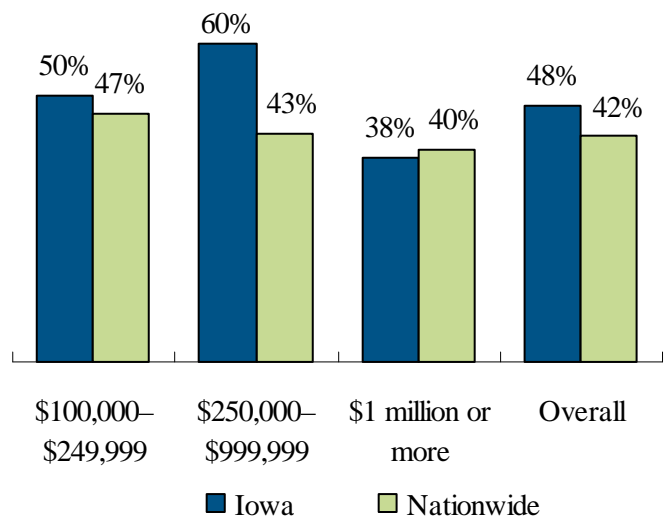 60%
50%
47%
43%
38%
40%
48%
42%
$100,000–
$249,999
$250,000–
$999,999
$1 million or
more
Overall
Iowa
Nationwide